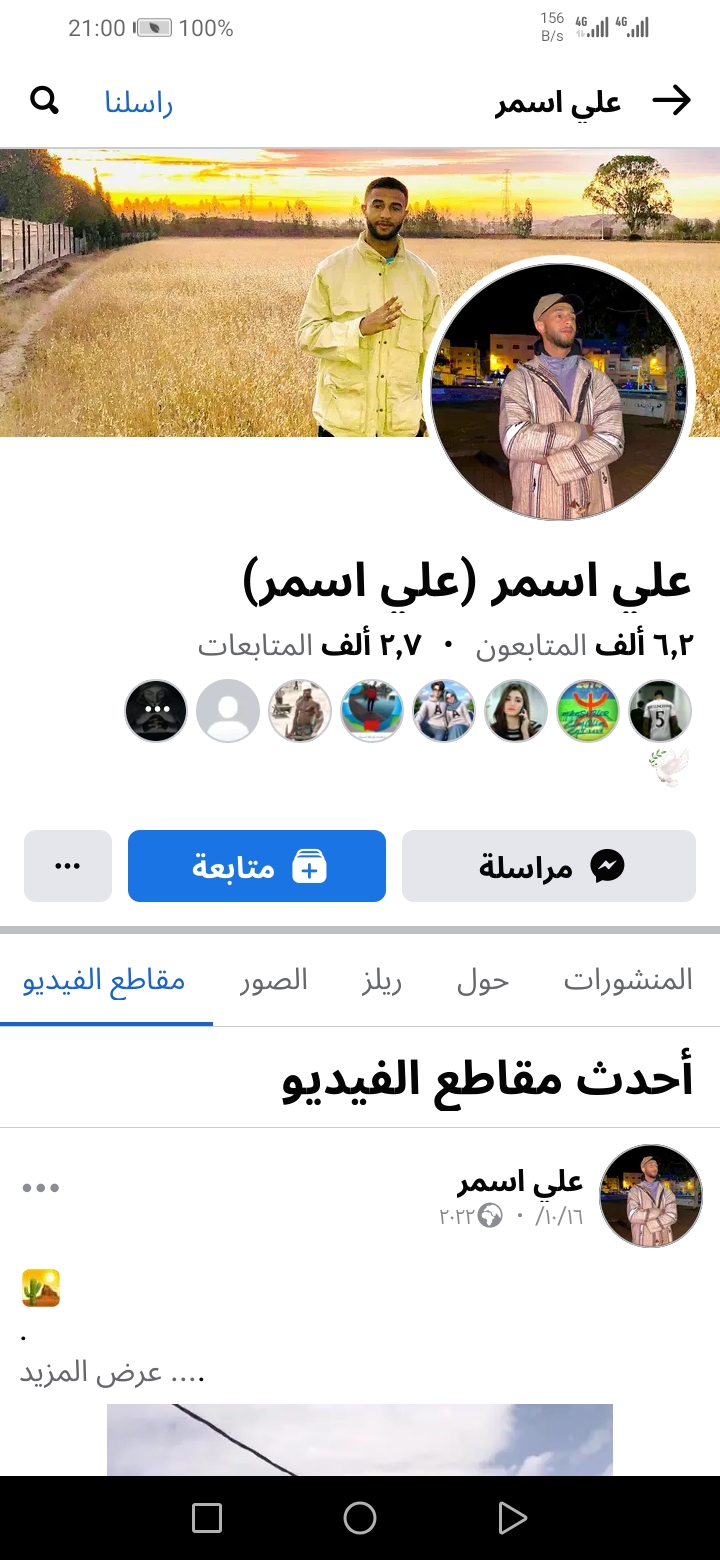 21:00 100% 156 B/s 4G 4G
علي اسمر راسلنا
علي اسمر (علي اسمر)
٦,٢ ألف المتابعون • ٢,٧ ألف المتابعات
A A 5
مراسلة متابعة
المنشورات حول ريلز الصور مقاطع الفيديو
أحدث مقاطع الفيديو
علي اسمر
١٠/١٦/ • ٢٠٢٢
.
.... عرض المزيد